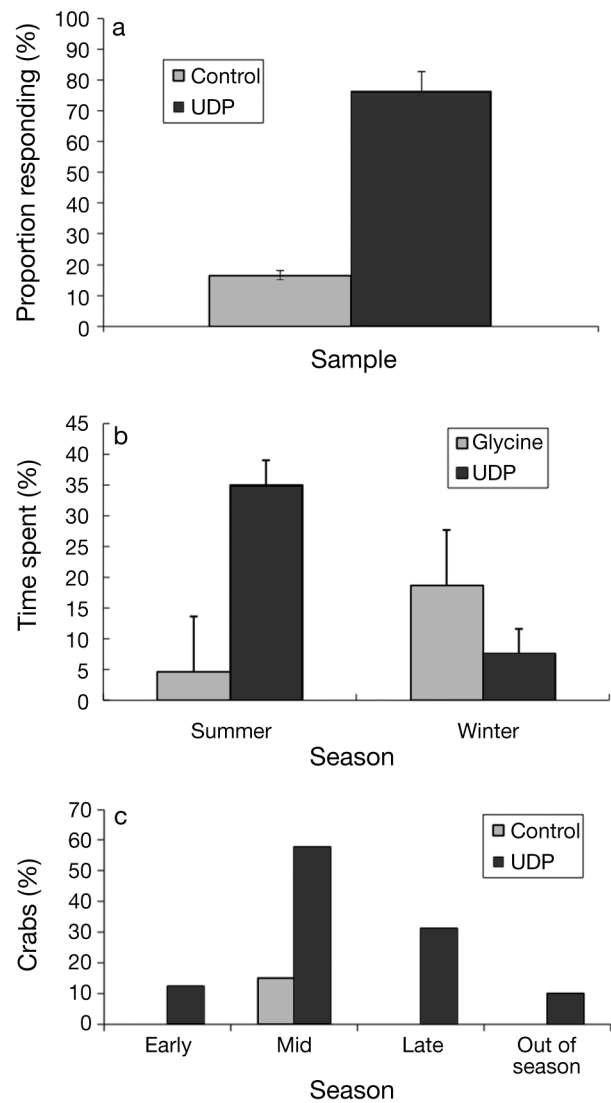 a
Proportion responding (%)
100
90
80
70
60
50
40
30
20
10
0
Control
UDP
Sample
b
Time spent (%)
45
40
35
30
25
20
15
10
5
0
Glycine
UDP
Summer
Winter
Season
c
Crabs (%)
70
60
50
40
30
20
10
0
Control
UDP
Early
Mid
Late
Out of
season
Season